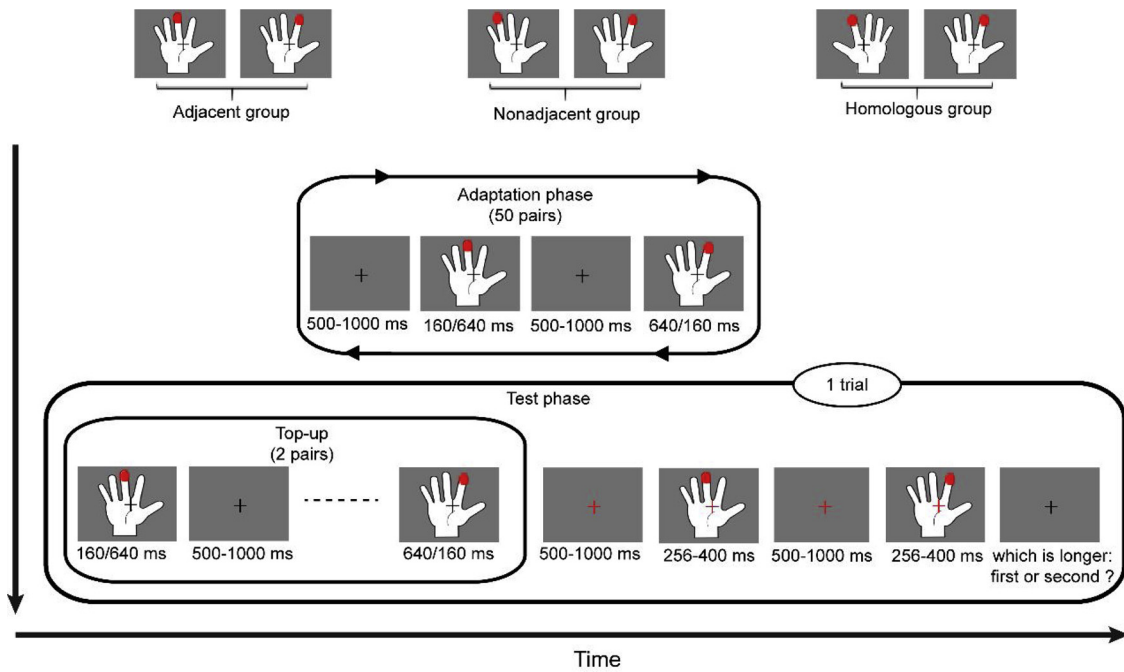 Adjacent group
Nonadjacent group
Homologous group
Adaptation phase
(50 pairs)
500-1000 ms
160/640 ms
500-1000 ms
640/160 ms
1 trial
Test phase
Top-up
(2 pairs)
160/640 ms
500-1000 ms
640/160 ms
500-1000 ms
256-400 ms
500-1000 ms
256-400 ms
which is longer:
first or second ?
Time